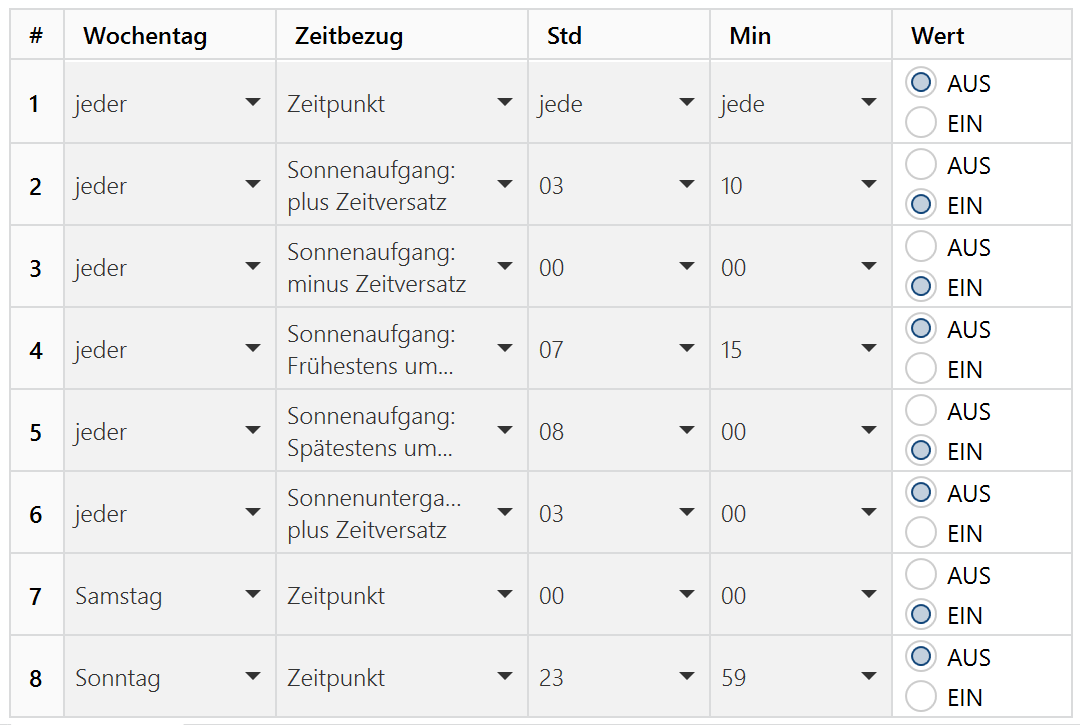 # Wochentag Zeitbezug Std Min Wert
1 jeder Zeitpunkt jede jede AUS
EIN
2 jeder Sonnenaufgang:
plus Zeitversatz 03 10 AUS
EIN
3 jeder Sonnenaufgang:
minus Zeitversatz 00 00 AUS
EIN
4 jeder Sonnenaufgang:
Frühestens um... 07 15 AUS
EIN
5 jeder Sonnenaufgang:
Spätestens um... 08 00 AUS
EIN
6 jeder Sonnenunterga...
plus Zeitversatz 03 00 AUS
EIN
7 Samstag Zeitpunkt 00 00 AUS
EIN
8 Sonntag Zeitpunkt 23 59 AUS
EIN